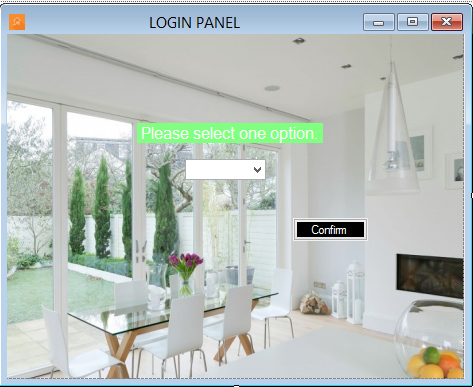 LOGIN PANEL
Please select one option.
Confirm